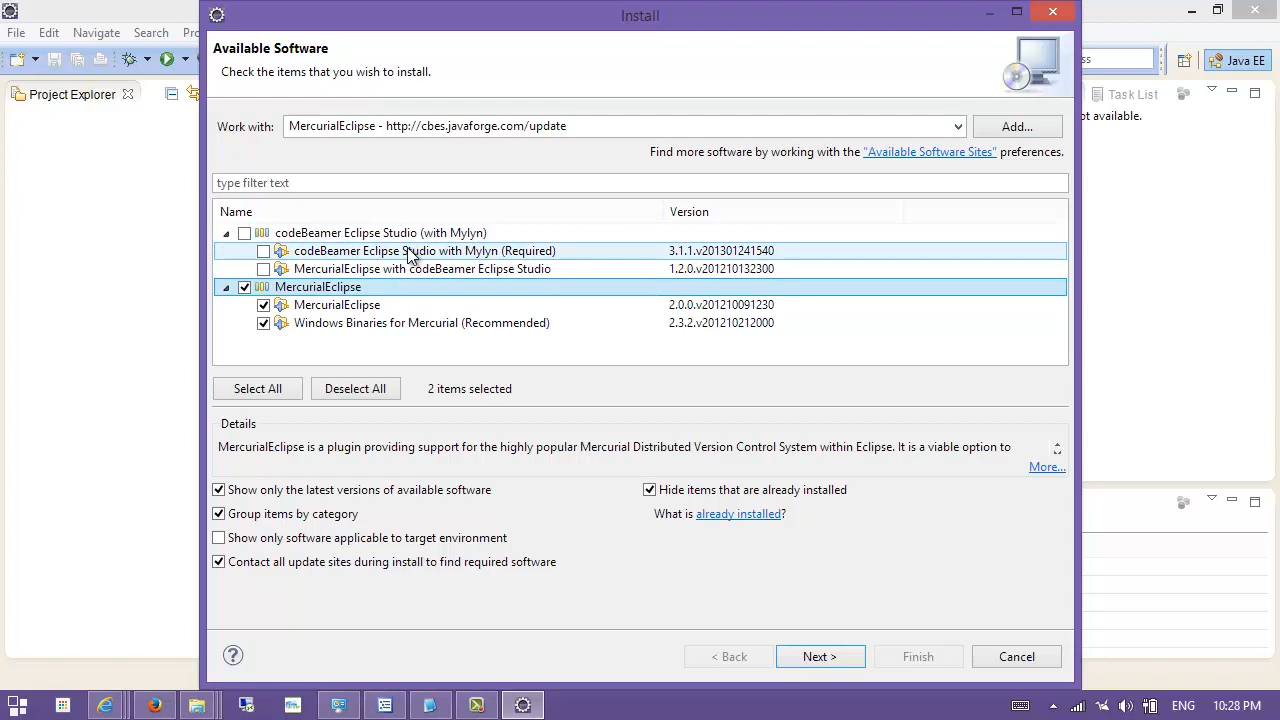 Install
File Edit Navigate Search
Java EE
Project Explorer
Task List
Available Software
Check the items that you wish to install.
Work with: MercurialEclipse - http://cbes.javaforge.com/update Add...
Find more software by working with the "Available Software Sites" preferences.
type filter text
Name Version
codeBeamer Eclipse Studio (with Mylyn)
codeBeamer Eclipse Studio with Mylyn (Required) 3.1.1.v201301241540
MercurialEclipse with codeBeamer Eclipse Studio 1.2.0.v201210132300
MercurialEclipse
MercurialEclipse 2.0.0.v201210091230
Windows Binaries for Mercurial (Recommended) 2.3.2.v201210212000
Select All Deselect All 2 items selected
Details
MercurialEclipse is a plugin providing support for the highly popular Mercurial Distributed Version Control System within Eclipse. It is a viable option to
More...
Show only the latest versions of available software Hide items that are already installed
Group items by category What is already installed?
Show only software applicable to target environment
Contact all update sites during install to find required software
< Back Next > Finish Cancel
ot available.
ENG 10:28 PM